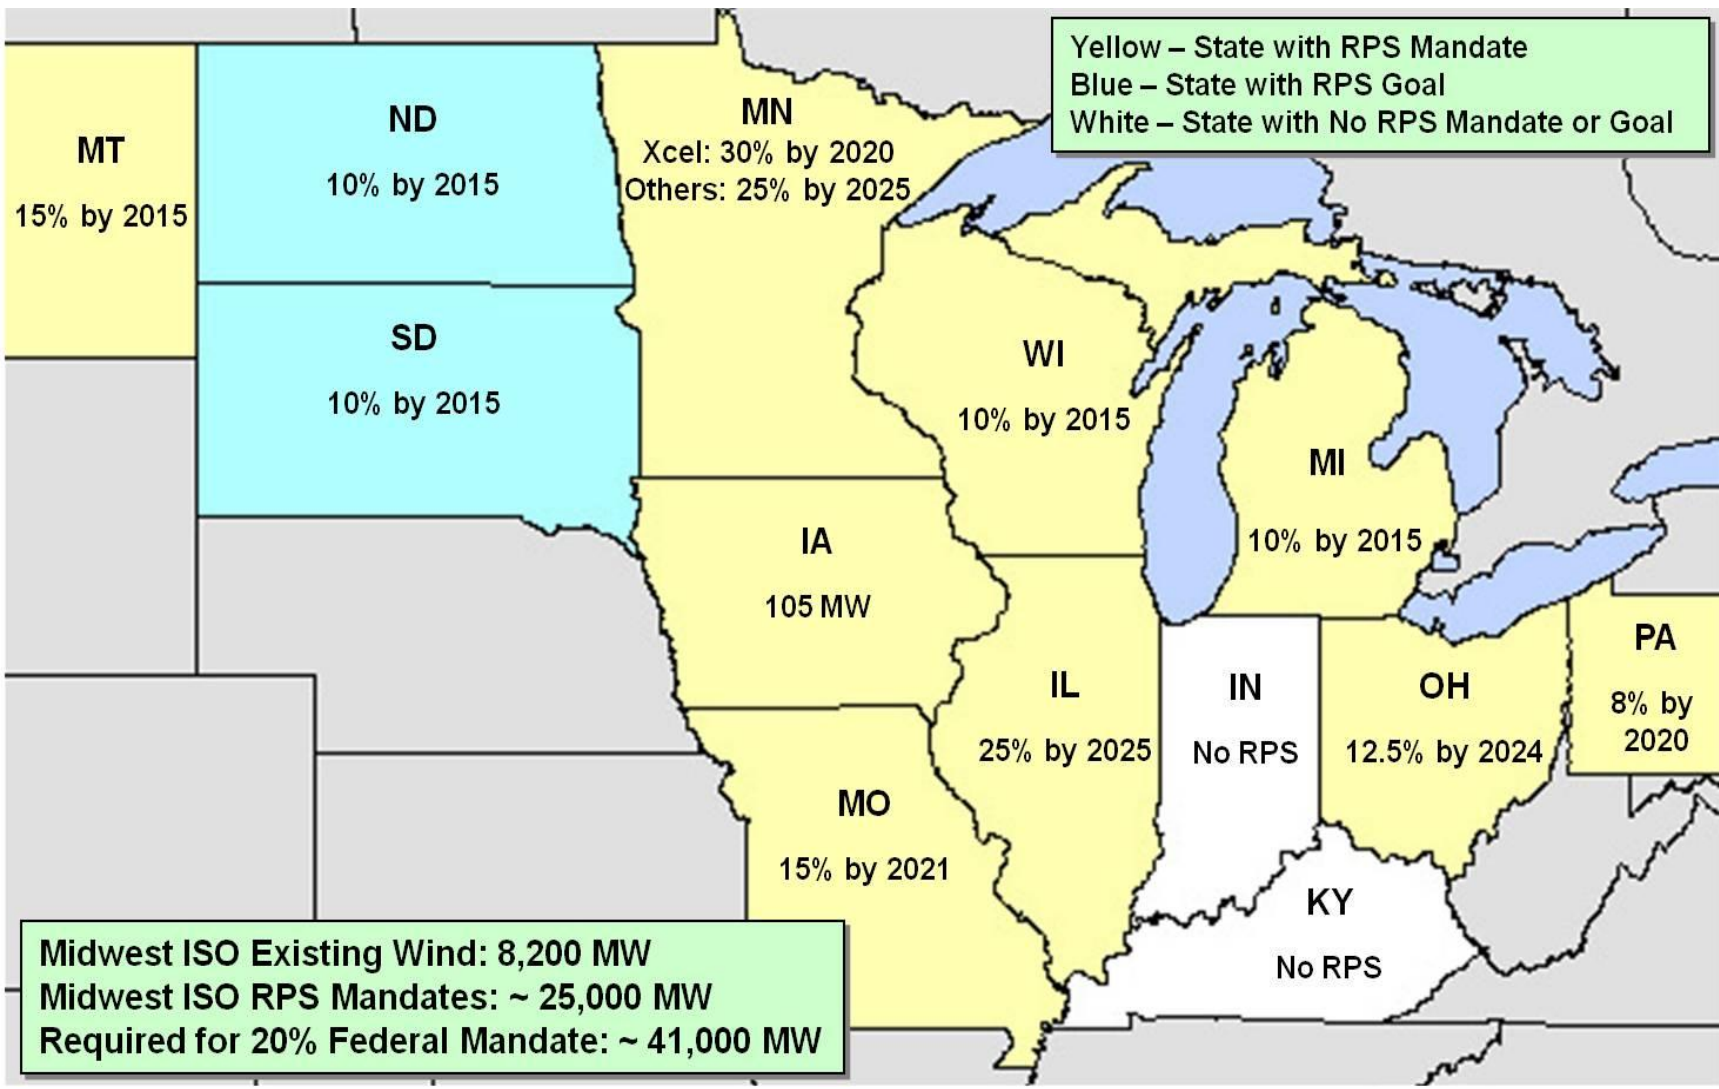 Yellow – State with RPS Mandate
Blue – State with RPS Goal
White – State with No RPS Mandate or Goal
MT
15% by 2015
ND
10% by 2015
MN
Xcel: 30% by 2020
Others: 25% by 2025
SD
10% by 2015
WI
10% by 2015
MI
10% by 2015
IA
105 MW
IL
25% by 2025
IN
No RPS
OH
12.5% by 2024
PA
8% by
2020
MO
15% by 2021
KY
No RPS
Midwest ISO Existing Wind: 8,200 MW
Midwest ISO RPS Mandates: ~ 25,000 MW
Required for 20% Federal Mandate: ~ 41,000 MW